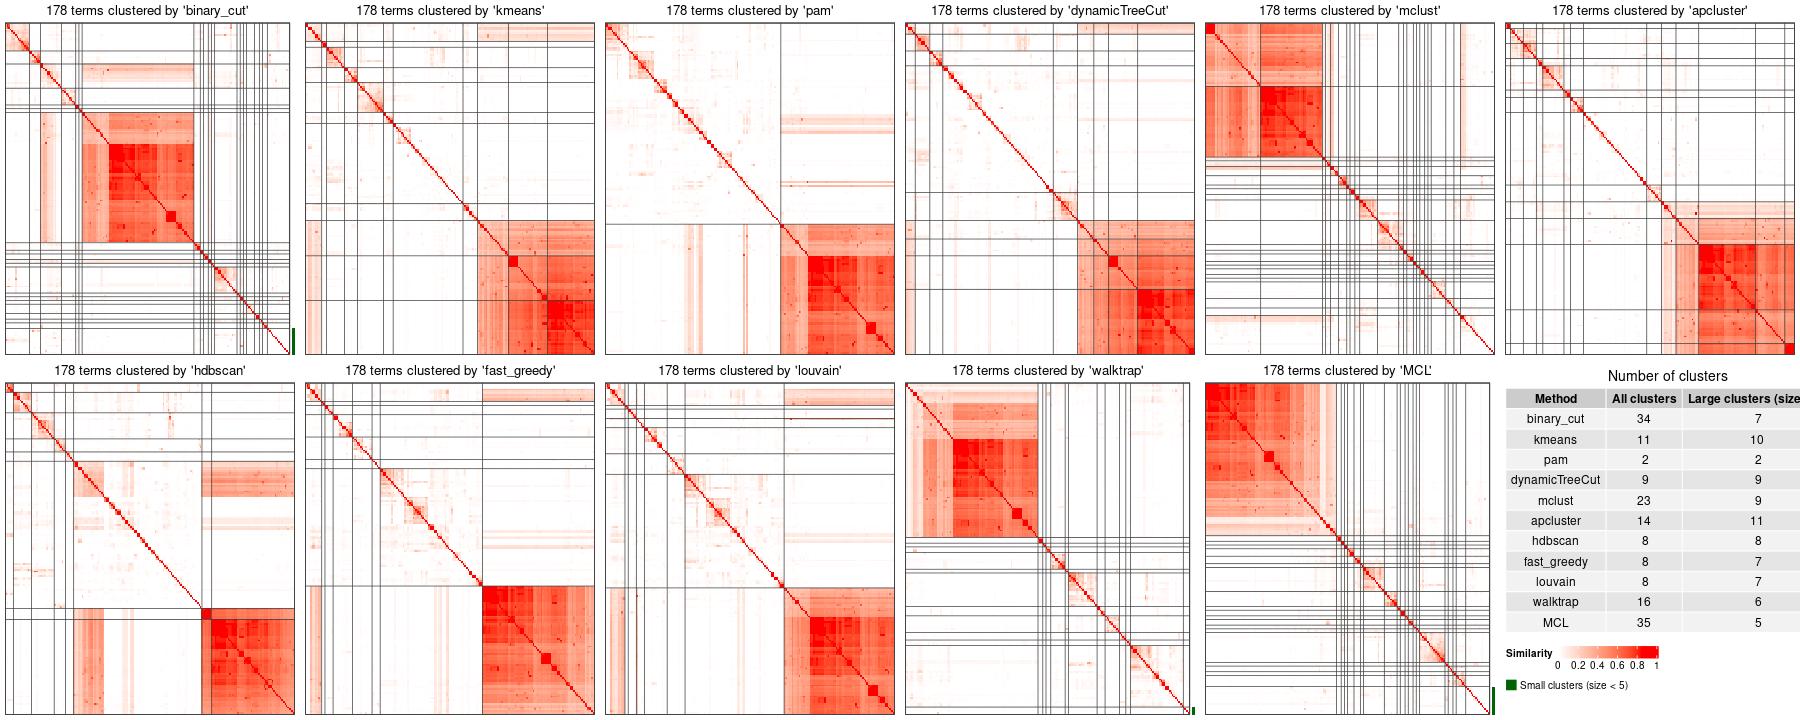 178 terms clustered by 'binary_cut'
178 terms clustered by 'kmeans'
178 terms clustered by 'pam'
178 terms clustered by 'dynamicTreeCut'
178 terms clustered by 'mclust'
178 terms clustered by 'apcluster'
178 terms clustered by 'hdbscan'
178 terms clustered by 'fast_greedy'
178 terms clustered by 'louvain'
178 terms clustered by 'walktrap'
178 terms clustered by 'MCL'
Number of clusters
Method All clusters Large clusters (size
binary_cut 34 7
kmeans 11 10
pam 2 2
dynamicTreeCut 9 9
mclust 23 9
apcluster 14 11
hdbscan 8 8
fast_greedy 8 7
louvain 8 7
walktrap 16 6
MCL 35 5
Similarity
0 0.2 0.4 0.6 0.8 1
Small clusters (size < 5)